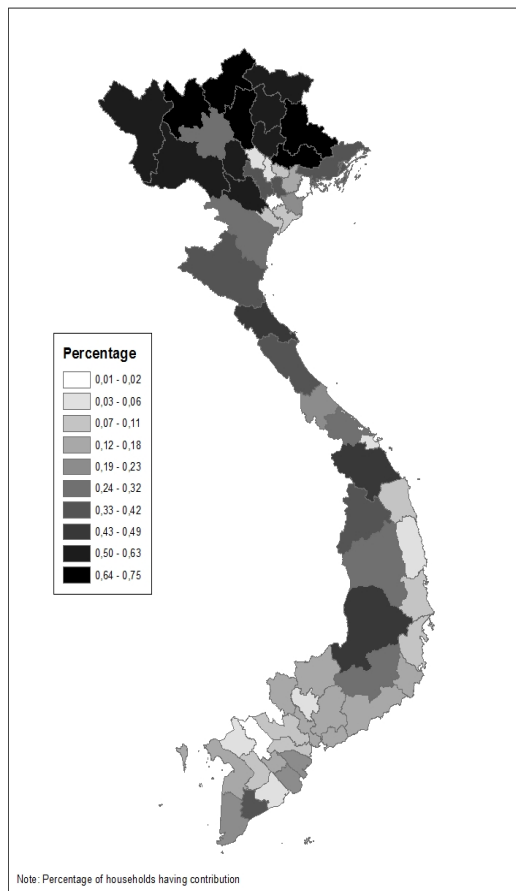 Percentage
0,01 - 0,02
0,03 - 0,06
0,07 - 0,11
0,12 - 0,18
0,19 - 0,23
0,24 - 0,32
0,33 - 0,42
0,43 - 0,49
0,50 - 0,63
0,64 - 0,75
Note: Percentage of households having contribution